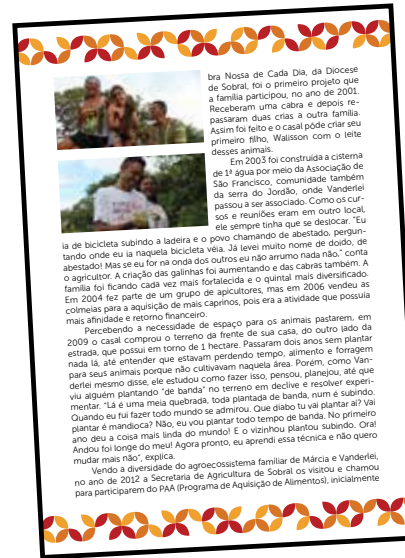 bra Nossa de Cada Dia, da Diocese
de Sobral, foi o primeiro projeto que
a família participou, no ano de 2001.
Receberam uma cabra e depois re-
passaram duas crias a outra família.
Assim foi feito e o casal pôde criar seu
primeiro filho, Walisson com o leite
desses animais.
Em 2003 foi construída a cisterna
de 1ª água por meio da Associação de
São Francisco, comunidade também
da serra do Jordão, onde Vanderlei
passou a ser associado. Como os cur-
sos e reuniões eram em outro local,
ele sempre tinha que se deslocar. “Eu
ia de bicicleta subindo a ladeira e o povo chamando de abestado, pergun-
tando onde eu ia naquela bicicleta véia. Já levei muito nome de doido, de
abestado! Mas se eu for na onda dos outros eu não arrumo nada não,” conta
o agricultor. A criação das galinhas foi aumentando e das cabras também. A
família foi ficando cada vez mais fortalecida e o quintal mais diversificado.
Em 2004 fez parte de um grupo de apicultores, mas em 2006 vendeu as
colmeias para a aquisição de mais caprinos, pois era a atividade que possuía
mais afinidade e retorno financeiro.
Percebendo a necessidade de espaço para os animais pastarem, em
2009 o casal comprou o terreno da frente de sua casa, do outro lado da
estrada, que possui em torno de 1 hectare. Passaram dois anos sem plantar
nada lá, até entender que estavam perdendo tempo, alimento e forragem
para seus animais porque não cultivavam naquela área. Porém, como Van-
derlei mesmo disse, ele estudou como fazer isso, pensou, planejou, até que
viu alguém plantando “de banda” no terreno em declive e resolver experi-
mentar. “Lá é uma meia quebrada, toda plantada de banda, num é subindo.
Quando eu fui fazer todo mundo se admirou. Que diabo tu vai plantar aí? Vai
plantar é mandioca? Não, eu vou plantar todo tempo de banda. No primeiro
ano deu a coisa mais linda do mundo! E o vizinhou plantou subindo. Ora!
Andou foi longe do meu! Agora pronto, eu aprendi essa técnica e não quero
mudar mais não”, explica.
Vendo a diversidade do agroecossistema familiar de Márcia e Vanderlei,
no ano de 2012 a Secretaria de Agricultura de Sobral os visitou e chamou
para participarem do PAA (Programa de Aquisição de Alimentos), inicialmente